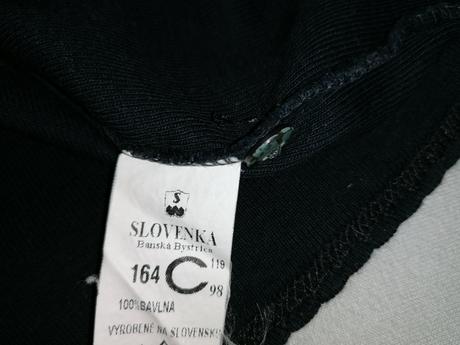 S
SLOVENKA
Banská Bystrica
164 C 119
98
100%BAVLNA
VYROBENÉ NA SLOVENSKU